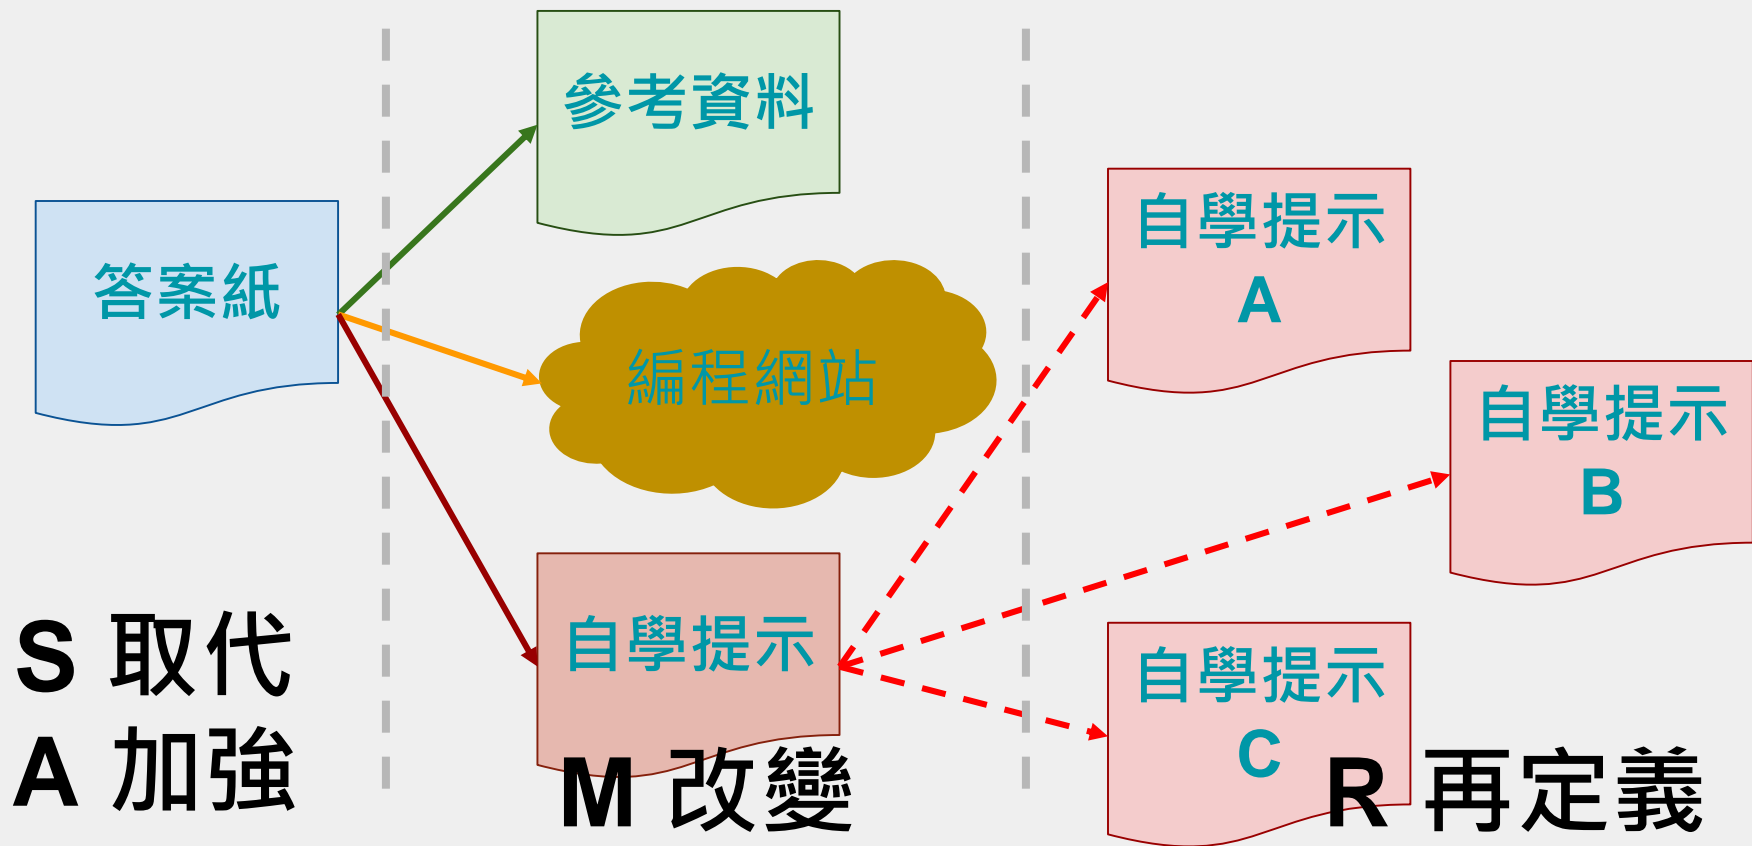 參考資料
答案紙
編程網站
自學提示
自學提示
A
自學提示
B
自學提示
C
S 取代
A 加強
M 改變
R 再定義